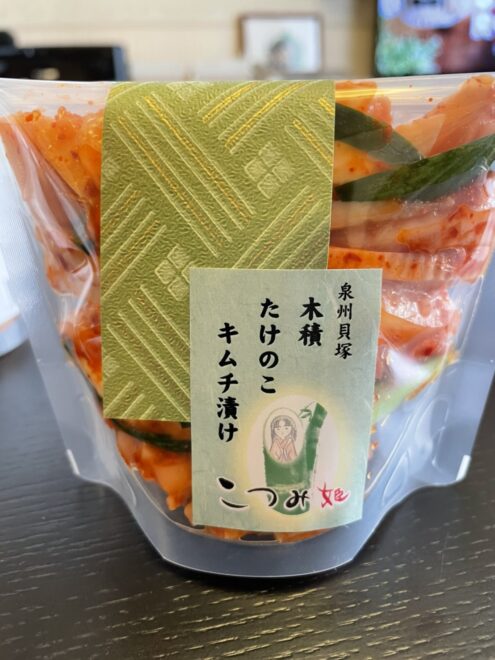 泉州貝塚
木積
たけのこ
キムチ漬け
こつみ姫